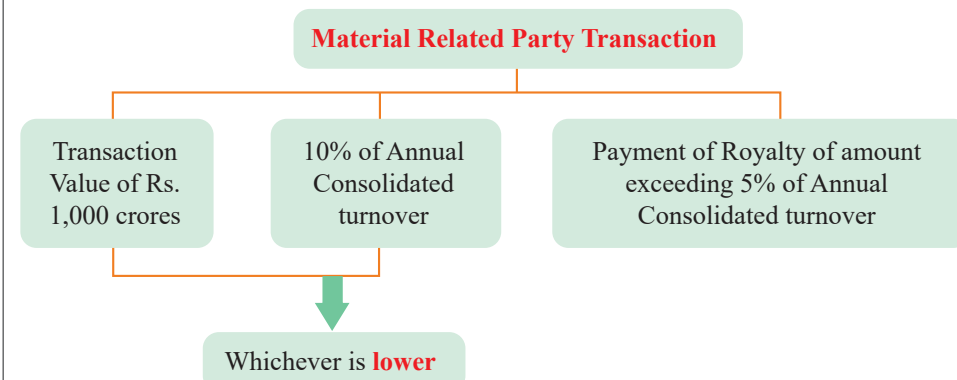 Material Related Party Transaction
Transaction
Value of Rs.
1,000 crores
10% of Annual
Consolidated
turnover
Payment of Royalty of amount
exceeding 5% of Annual
Consolidated turnover
Whichever is lower